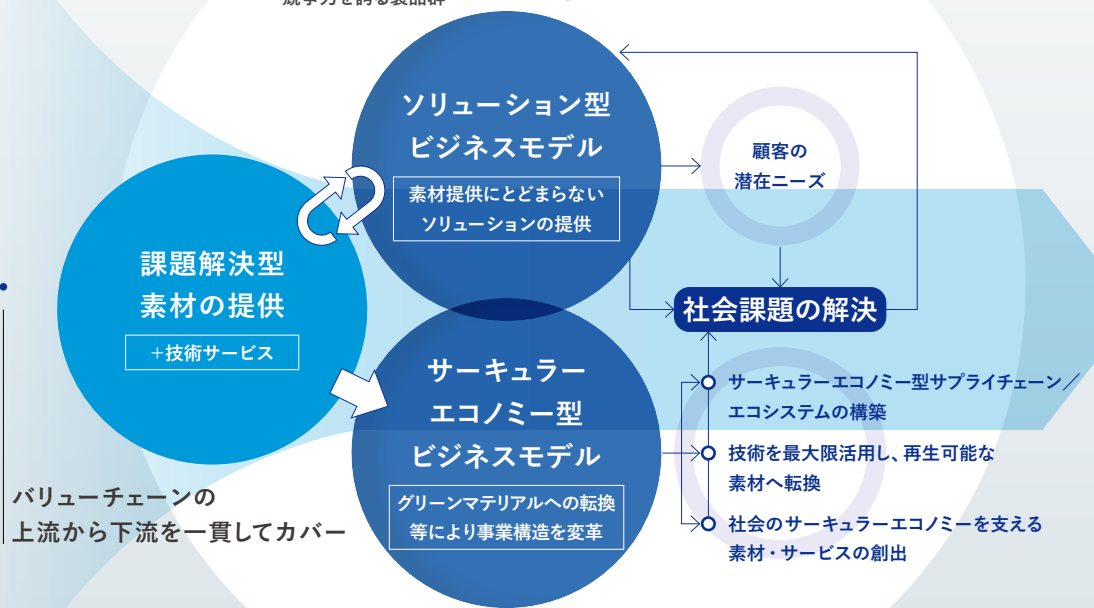 競争力を誇る製品群
ソリューション型
ビジネスモデル
素材提供にとどまらない
ソリューションの提供
顧客の
潜在ニーズ
課題解決型
素材の提供
+技術サービス
社会課題の解決
サーキュラー
エコノミー型
ビジネスモデル
グリーンマテリアルへの転換
等により事業構造を変革
サーキュラーエコノミー型サプライチェーン/
エコシステムの構築
技術を最大限活用し、再生可能な
素材へ転換
社会のサーキュラーエコノミーを支える
素材・サービスの創出
バリューチェーンの
上流から下流を一貫してカバー